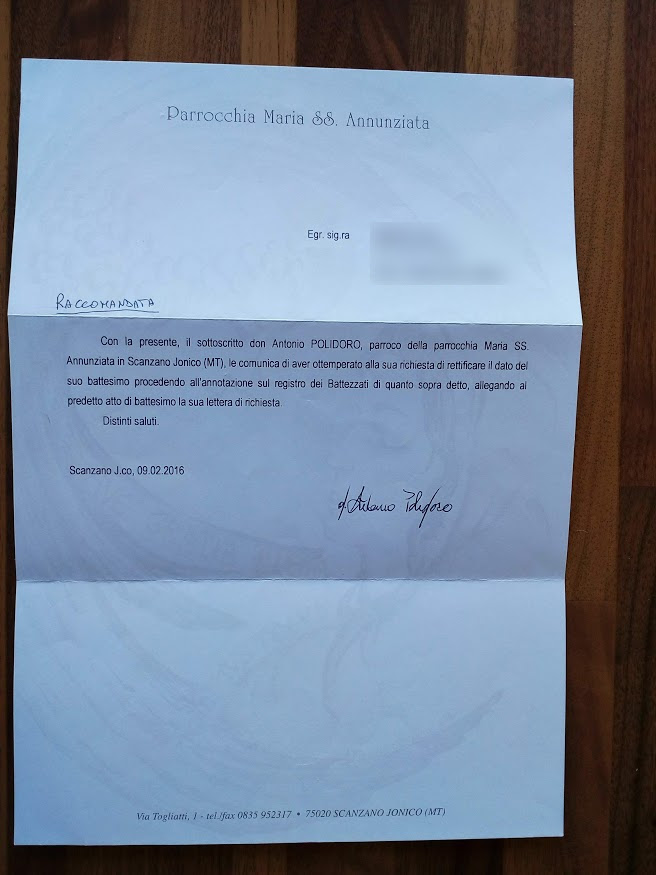 Parrocchia Maria SS. Annunziata
Egr. sig.ra
RACCOMANDATA
Con la presente, il sottoscritto don Antonio POLIDORO, parroco della parrocchia Maria SS.
Annunziata in Scanzano Jonico (MT), le comunica di aver ottemperato alla sua richiesta di rettificare il dato del
suo battesimo procedendo all'annotazione sul registro dei Battezzati di quanto sopra detto, allegando al
predetto atto di battesimo la sua lettera di richiesta.
Distinti saluti.
Scanzano J.co, 09.02.2016
d. Antonio Polidoro
Via Togliatti, 1 - tel./fax 0835 952317 • 75020 SCANZANO JONICO (MT)